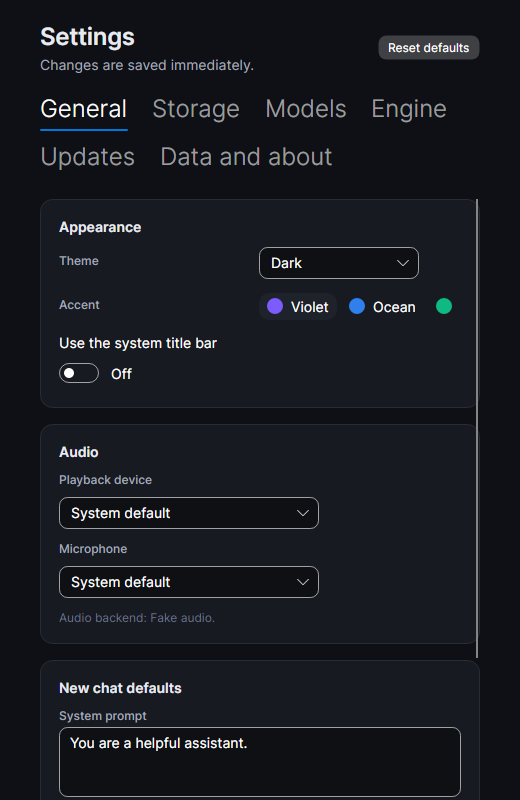 Settings
Changes are saved immediately.
Reset defaults
General Storage Models Engine
Updates Data and about
Appearance
Theme
Dark
Accent
Violet Ocean
Use the system title bar
Off
Audio
Playback device
System default
Microphone
System default
Audio backend: Fake audio.
New chat defaults
System prompt
You are a helpful assistant.